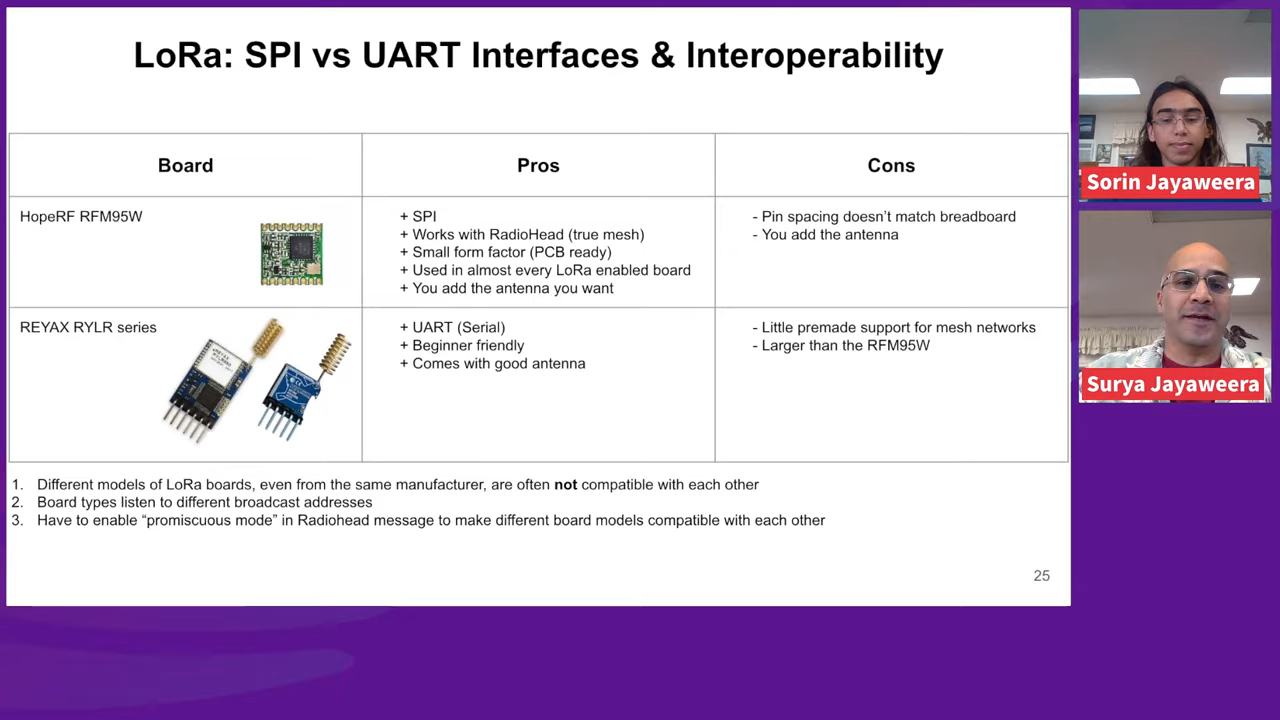 LoRa: SPI vs UART Interfaces & Interoperability
Board
Pros
Cons
HopeRF RFM95W
+ SPI
+ Works with RadioHead (true mesh)
+ Small form factor (PCB ready)
+ Used in almost every LoRa enabled board
+ You add the antenna you want
- Pin spacing doesn’t match breadboard
- You add the antenna
REYAX RYLR series
+ UART (Serial)
+ Beginner friendly
+ Comes with good antenna
- Little premade support for mesh networks
- Larger than the RFM95W
1. Different models of LoRa boards, even from the same manufacturer, are often not compatible with each other
2. Board types listen to different broadcast addresses
3. Have to enable “promiscuous mode” in Radiohead message to make different board models compatible with each other
25
Sorin Jayaweera
Surya Jayaweera